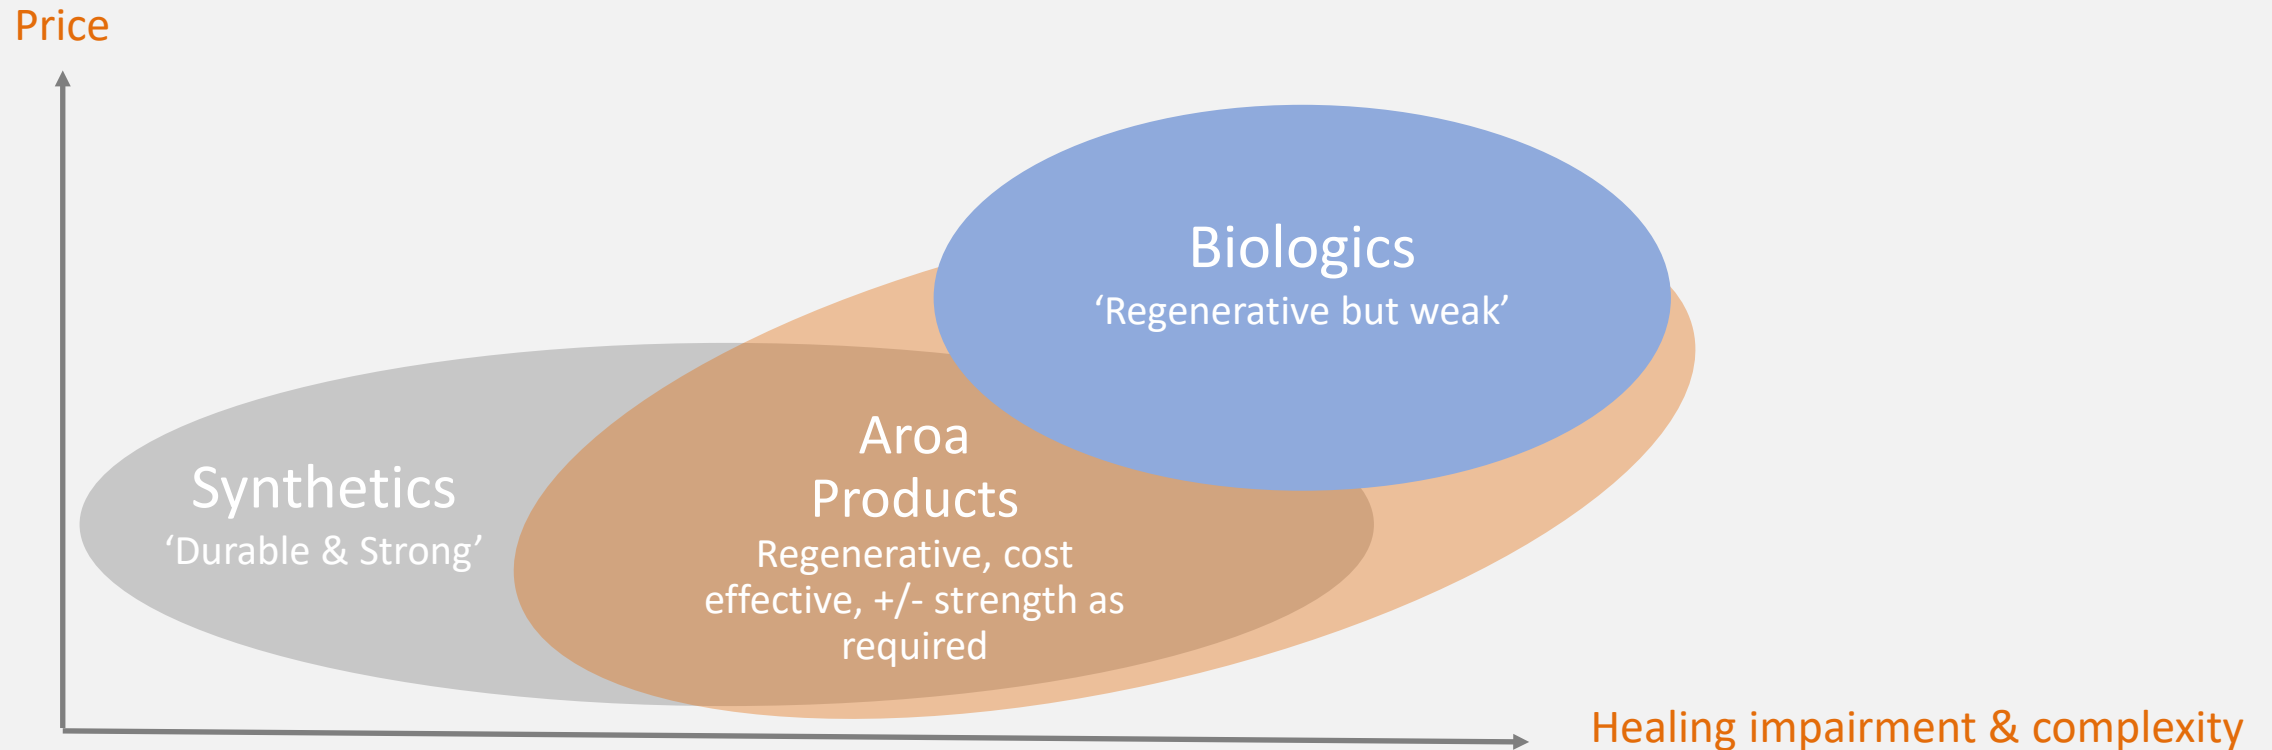 Price
Biologics
‘Regenerative but weak’
Aroa
Products
Regenerative, cost
effective, +/- strength as
required
Synthetics
‘Durable & Strong’
Healing impairment & complexity